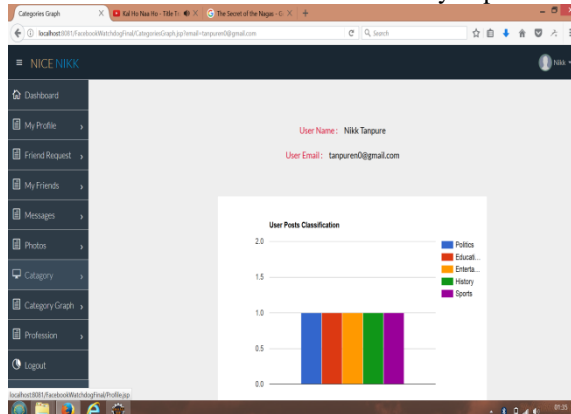 Categories Graph
Kal Ho Naa Ho - Title Tr
The Secret of the Nagas - G
localhost:8081/FacebookWatchdogFinal/CategoriesGraph.jsp?email=tanpuren0@gmail.com
Search
NICE NIKK
Nikk
Dashboard
My Profile
Friend Request
My Friends
Messages
Photos
Catagory
Category Graph
Profession
Logout
User Name : Nikk Tanpure
User Email : tanpuren0@gmail.com
User Posts Classification
2.0
1.5
1.0
0.5
0.0
Politics
Educati...
Enterta...
History
Sports
localhost:8081/FacebookWatchdogFinal/Profile.jsp
01:35